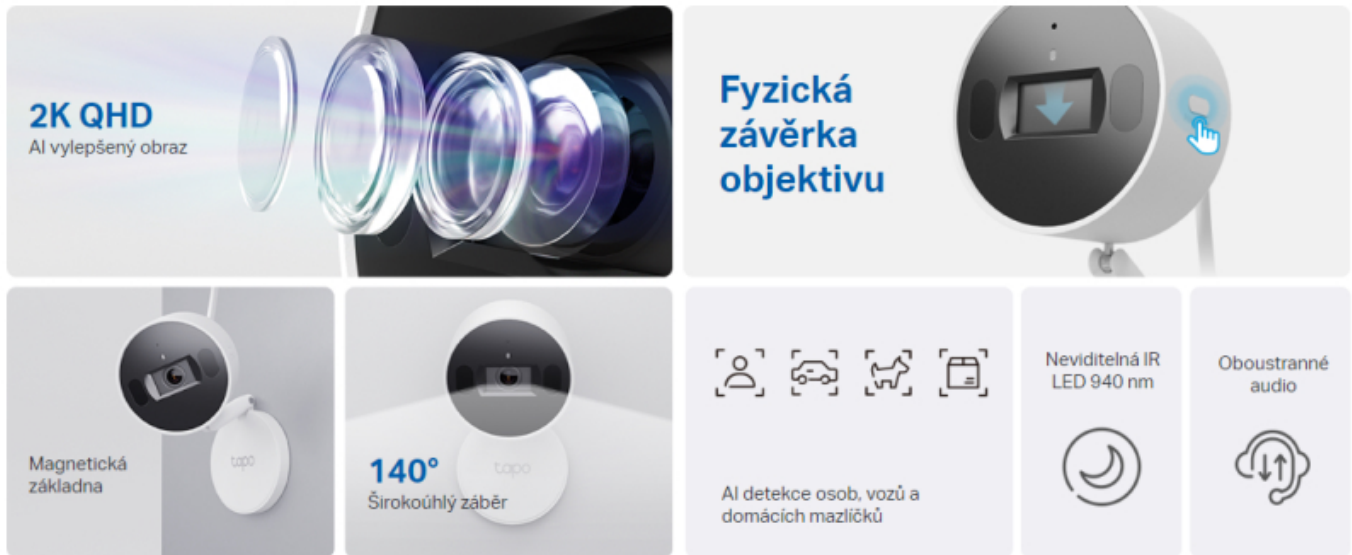 2K QHD
AI vylepšený obraz
Fyzická
závěrka
objektivu
Magnetická
základna
tapo
140°
Širokoúhlý záběr
tapo
AI detekce osob, vozů a
domácích mazlíčků
Neviditelná IR
LED 940 nm
Oboustranné
audio